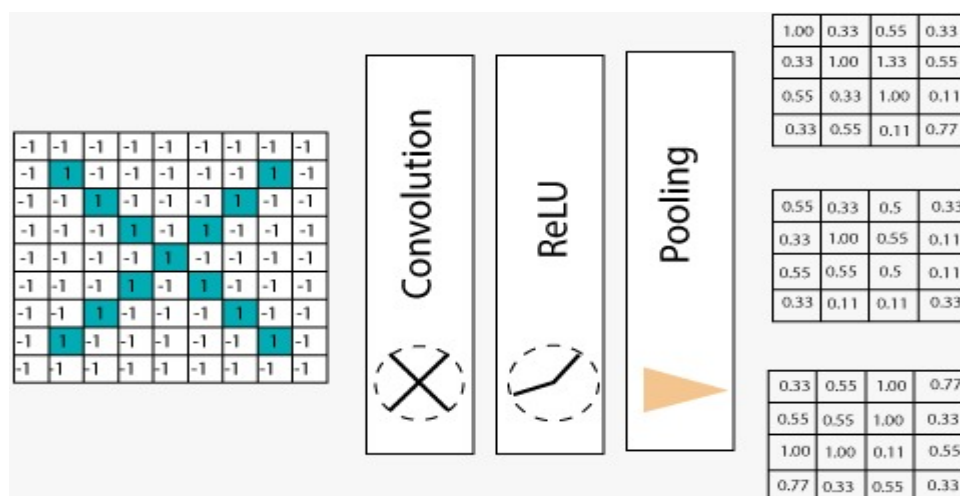 -1 -1 -1 -1 -1 -1 -1 -1 -1
-1 1 -1 -1 -1 -1 -1 1 -1
-1 -1 1 -1 -1 -1 1 -1 -1
-1 -1 -1 1 -1 1 -1 -1 -1
-1 -1 -1 -1 1 -1 -1 -1 -1
-1 -1 -1 1 -1 1 -1 -1 -1
-1 -1 1 -1 -1 -1 1 -1 -1
-1 1 -1 -1 -1 -1 -1 1 -1
-1 -1 -1 -1 -1 -1 -1 -1 -1
Convolution
ReLU
Pooling
1.00 0.33 0.55 0.33
0.33 1.00 1.33 0.55
0.55 0.33 1.00 0.11
0.33 0.55 0.11 0.77
0.55 0.33 0.5 0.33
0.33 1.00 0.55 0.11
0.55 0.55 0.5 0.11
0.33 0.11 0.11 0.33
0.33 0.55 1.00 0.77
0.55 0.55 1.00 0.33
1.00 1.00 0.11 0.55
0.77 0.33 0.55 0.33